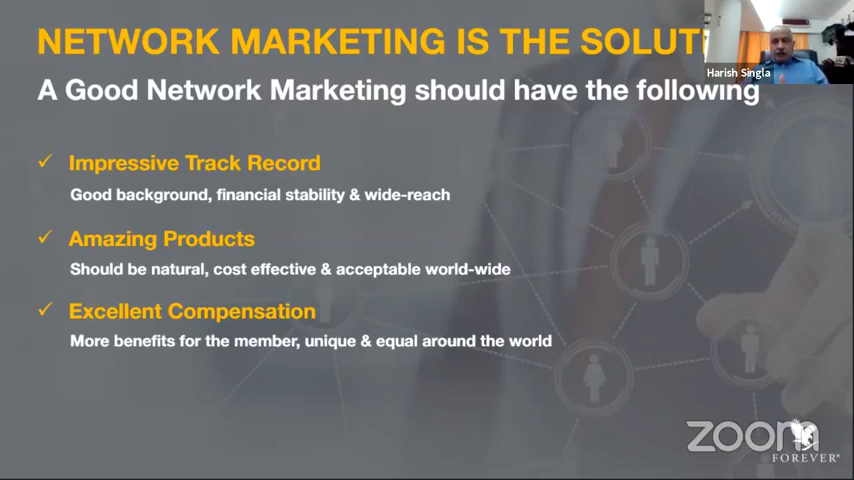 NETWORK MARKETING IS THE SOLUT
Harish Singla
A Good Network Marketing should have the following
✓ Impressive Track Record
Good background, financial stability & wide-reach
✓ Amazing Products
Should be natural, cost effective & acceptable world-wide
✓ Excellent Compensation
More benefits for the member, unique & equal around the world
zoom
FOREVER®